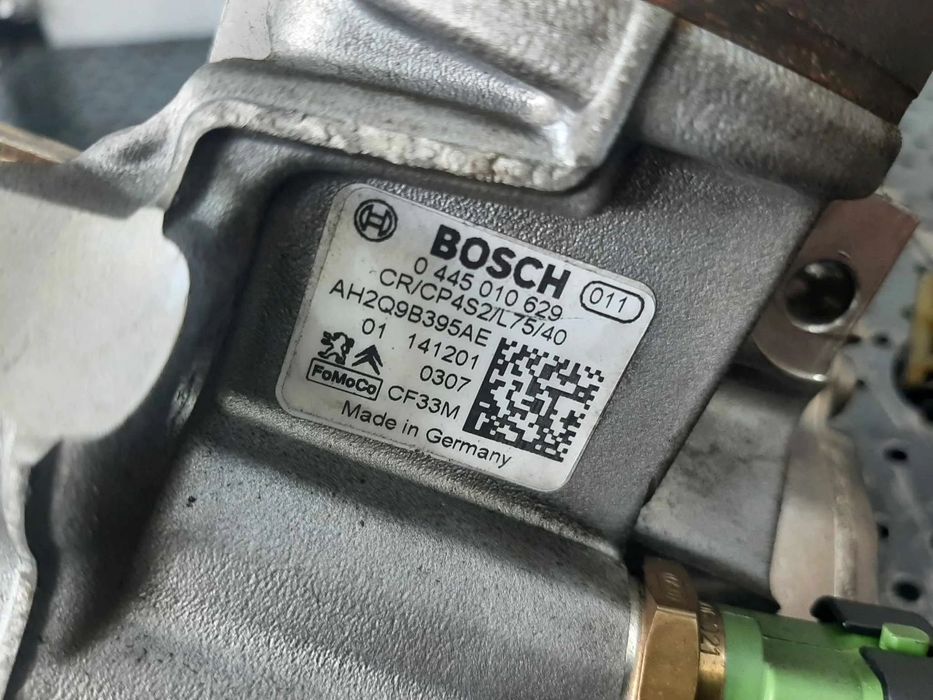 BOSCH
0 445 010 629 011
CR/CP4S2/L75/40
AH2Q9B395AE
01 141201
0307
FoMoCo CF33M
Made in Germany